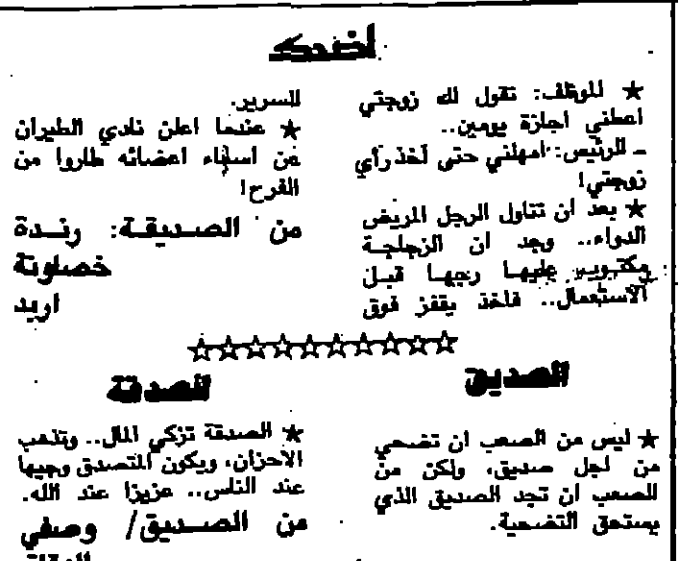 اضحك
★ الموظف: تقول لك زوجتي
اعطني اجازة يومين..
ـ الرئيس: امهلني حتى آخذ رأي
زوجتي!
★ بعد ان تناول الرجل المريض
الدواء.. وجد ان الزجاجة
مكتوب عليها رجها قبل
الاستعمال.. فاخذ يقفز فوق
السرير.
★ عندما اعلن نادي الطيران
عن اسماء اعضائه طاروا من
الفرح!
من الصديقة: رندة
خصاونة
اربد
☆☆☆☆☆☆☆☆☆☆
الصديق
★ ليس من الصعب ان تضحي
من اجل صديق، ولكن من
الصعب ان تجد الصديق الذي
يستحق التضحية.
الصدقة
★ الصدقة تزكي المال.. وتذهب
الاحزان، ويكون المتصدق وجيها
عند الناس.. عزيزا عند الله.
من الصديق/ وصفي